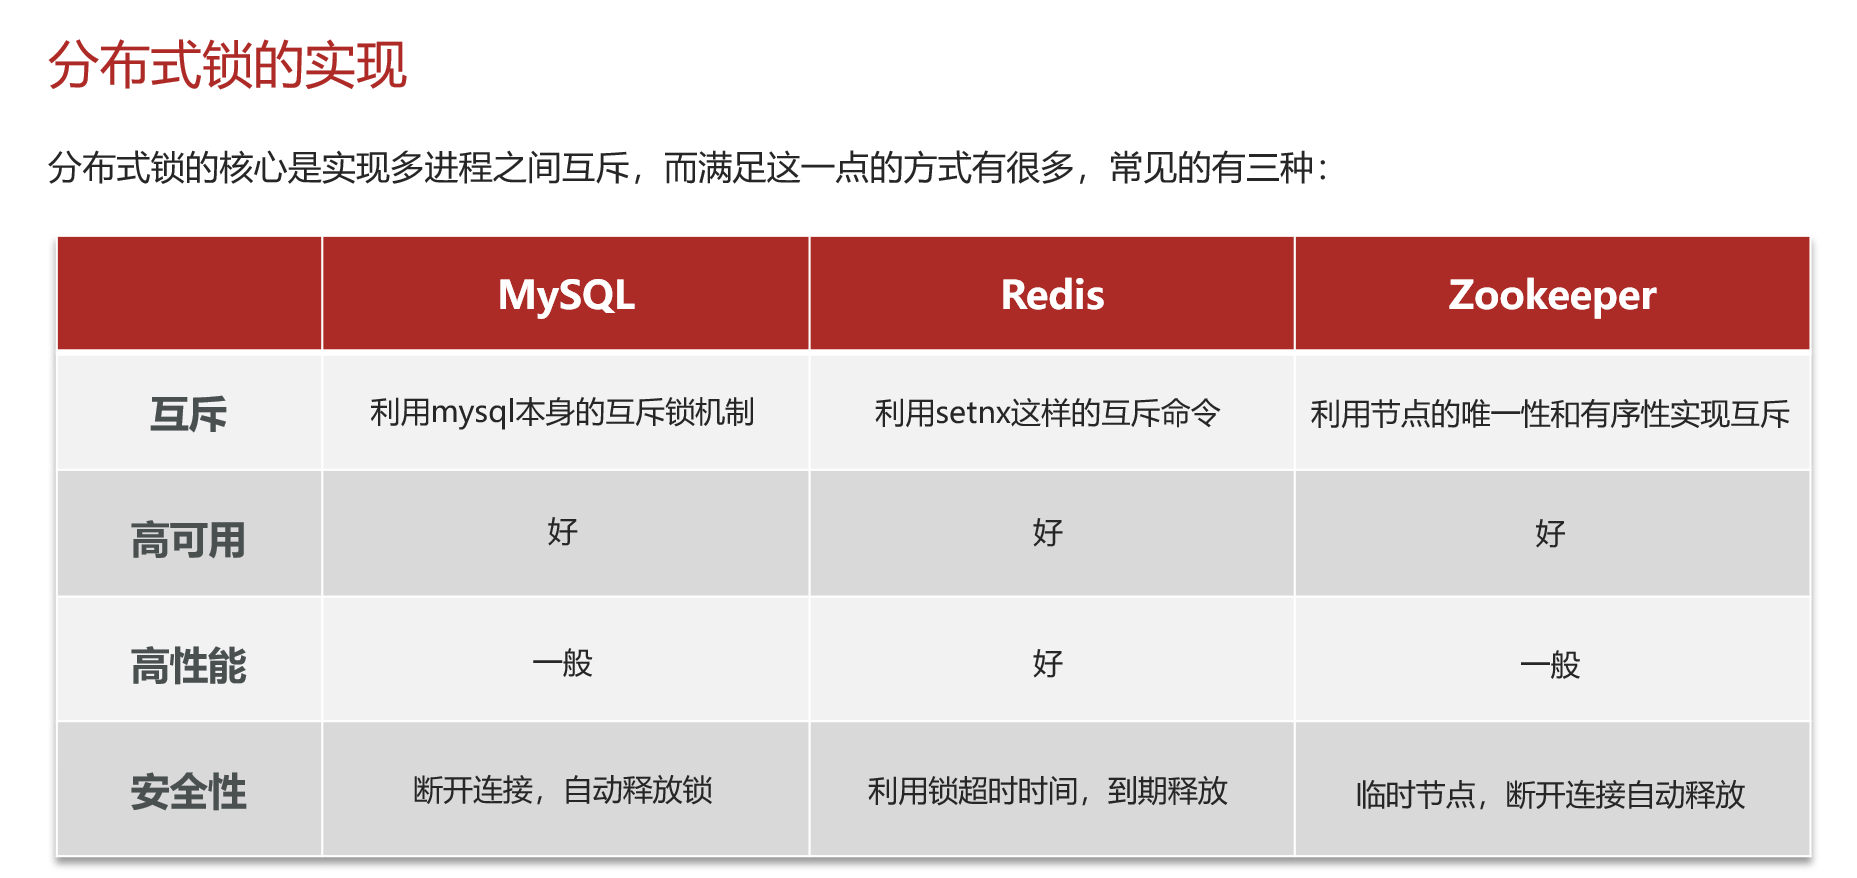 分布式锁的实现
分布式锁的核心是实现多进程之间互斥，而满足这一点的方式有很多，常见的有三种：
MySQL Redis Zookeeper
互斥 利用mysql本身的互斥锁机制 利用setnx这样的互斥命令 利用节点的唯一性和有序性实现互斥
高可用 好 好 好
高性能 一般 好 一般
安全性 断开连接，自动释放锁 利用锁超时时间，到期释放 临时节点，断开连接自动释放